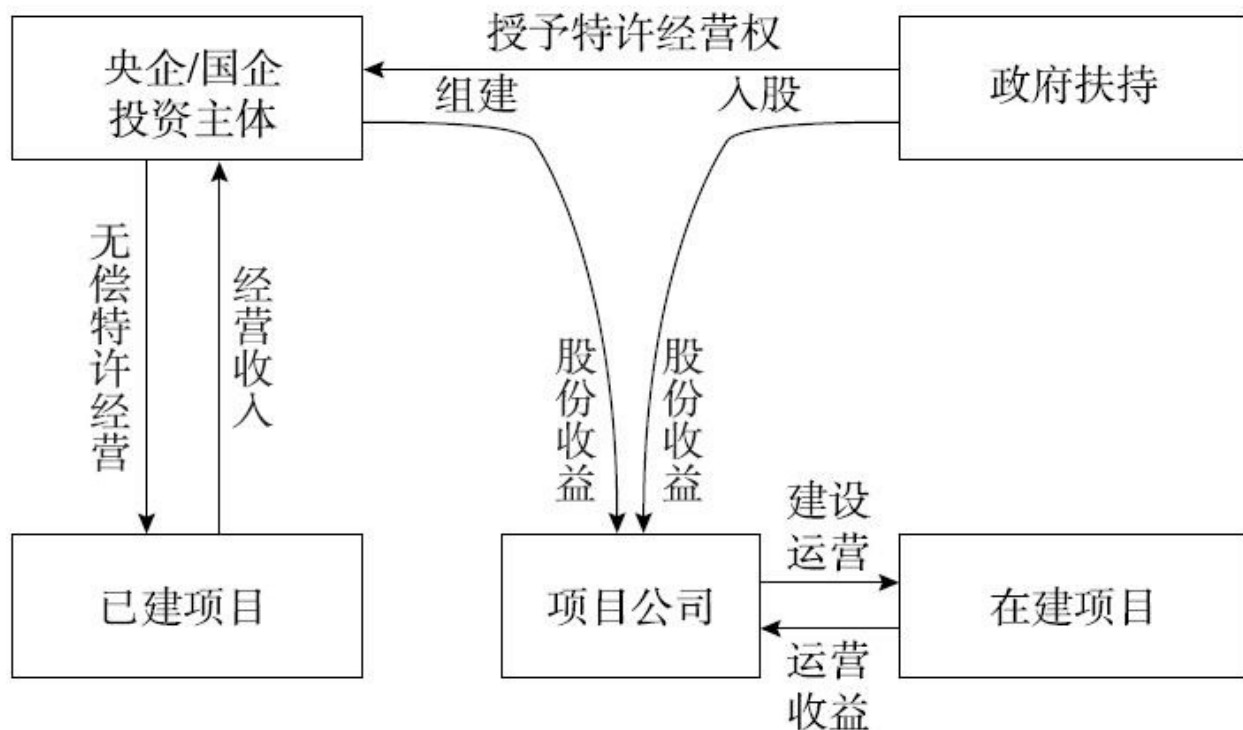 授予特许经营权
央企/国企
投资主体
组建
入股
政府扶持
无偿特许经营
经营收入
股份收益
股份收益
建设
运营
已建项目
项目公司
在建项目
运营
收益